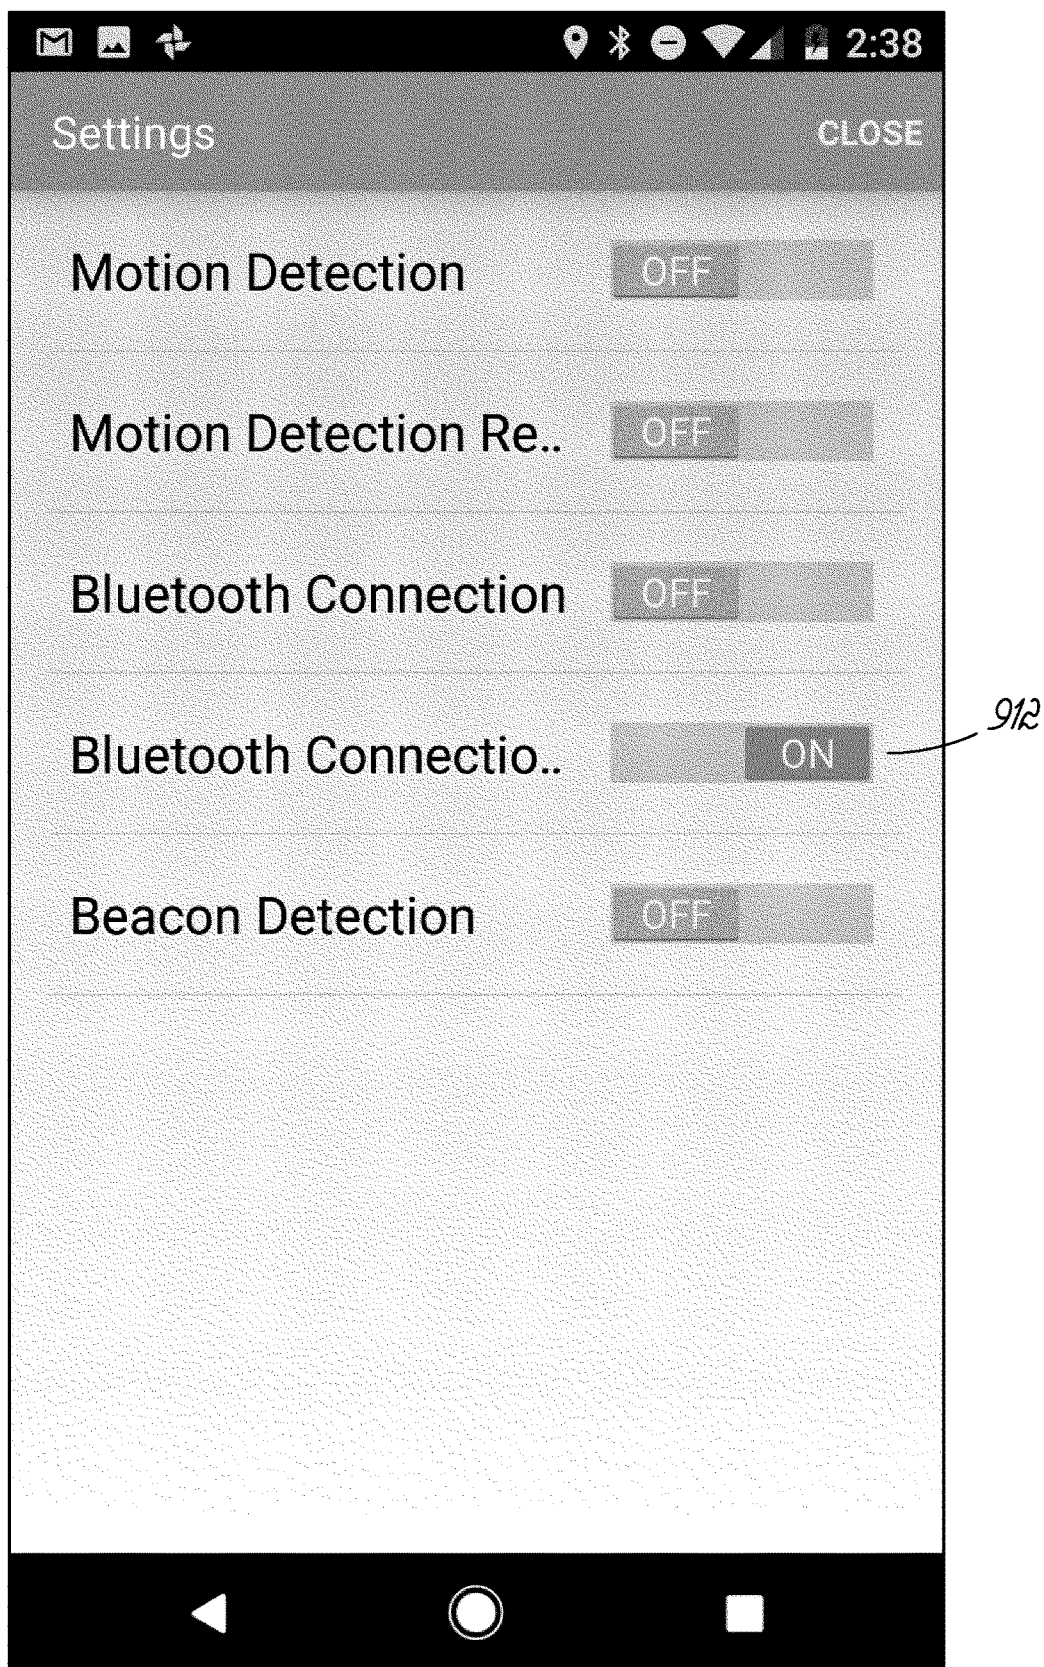 2:38
Settings CLOSE
Motion Detection OFF
Motion Detection Re.. OFF
Bluetooth Connection OFF
912
Bluetooth Connectio.. ON
Beacon Detection OFF